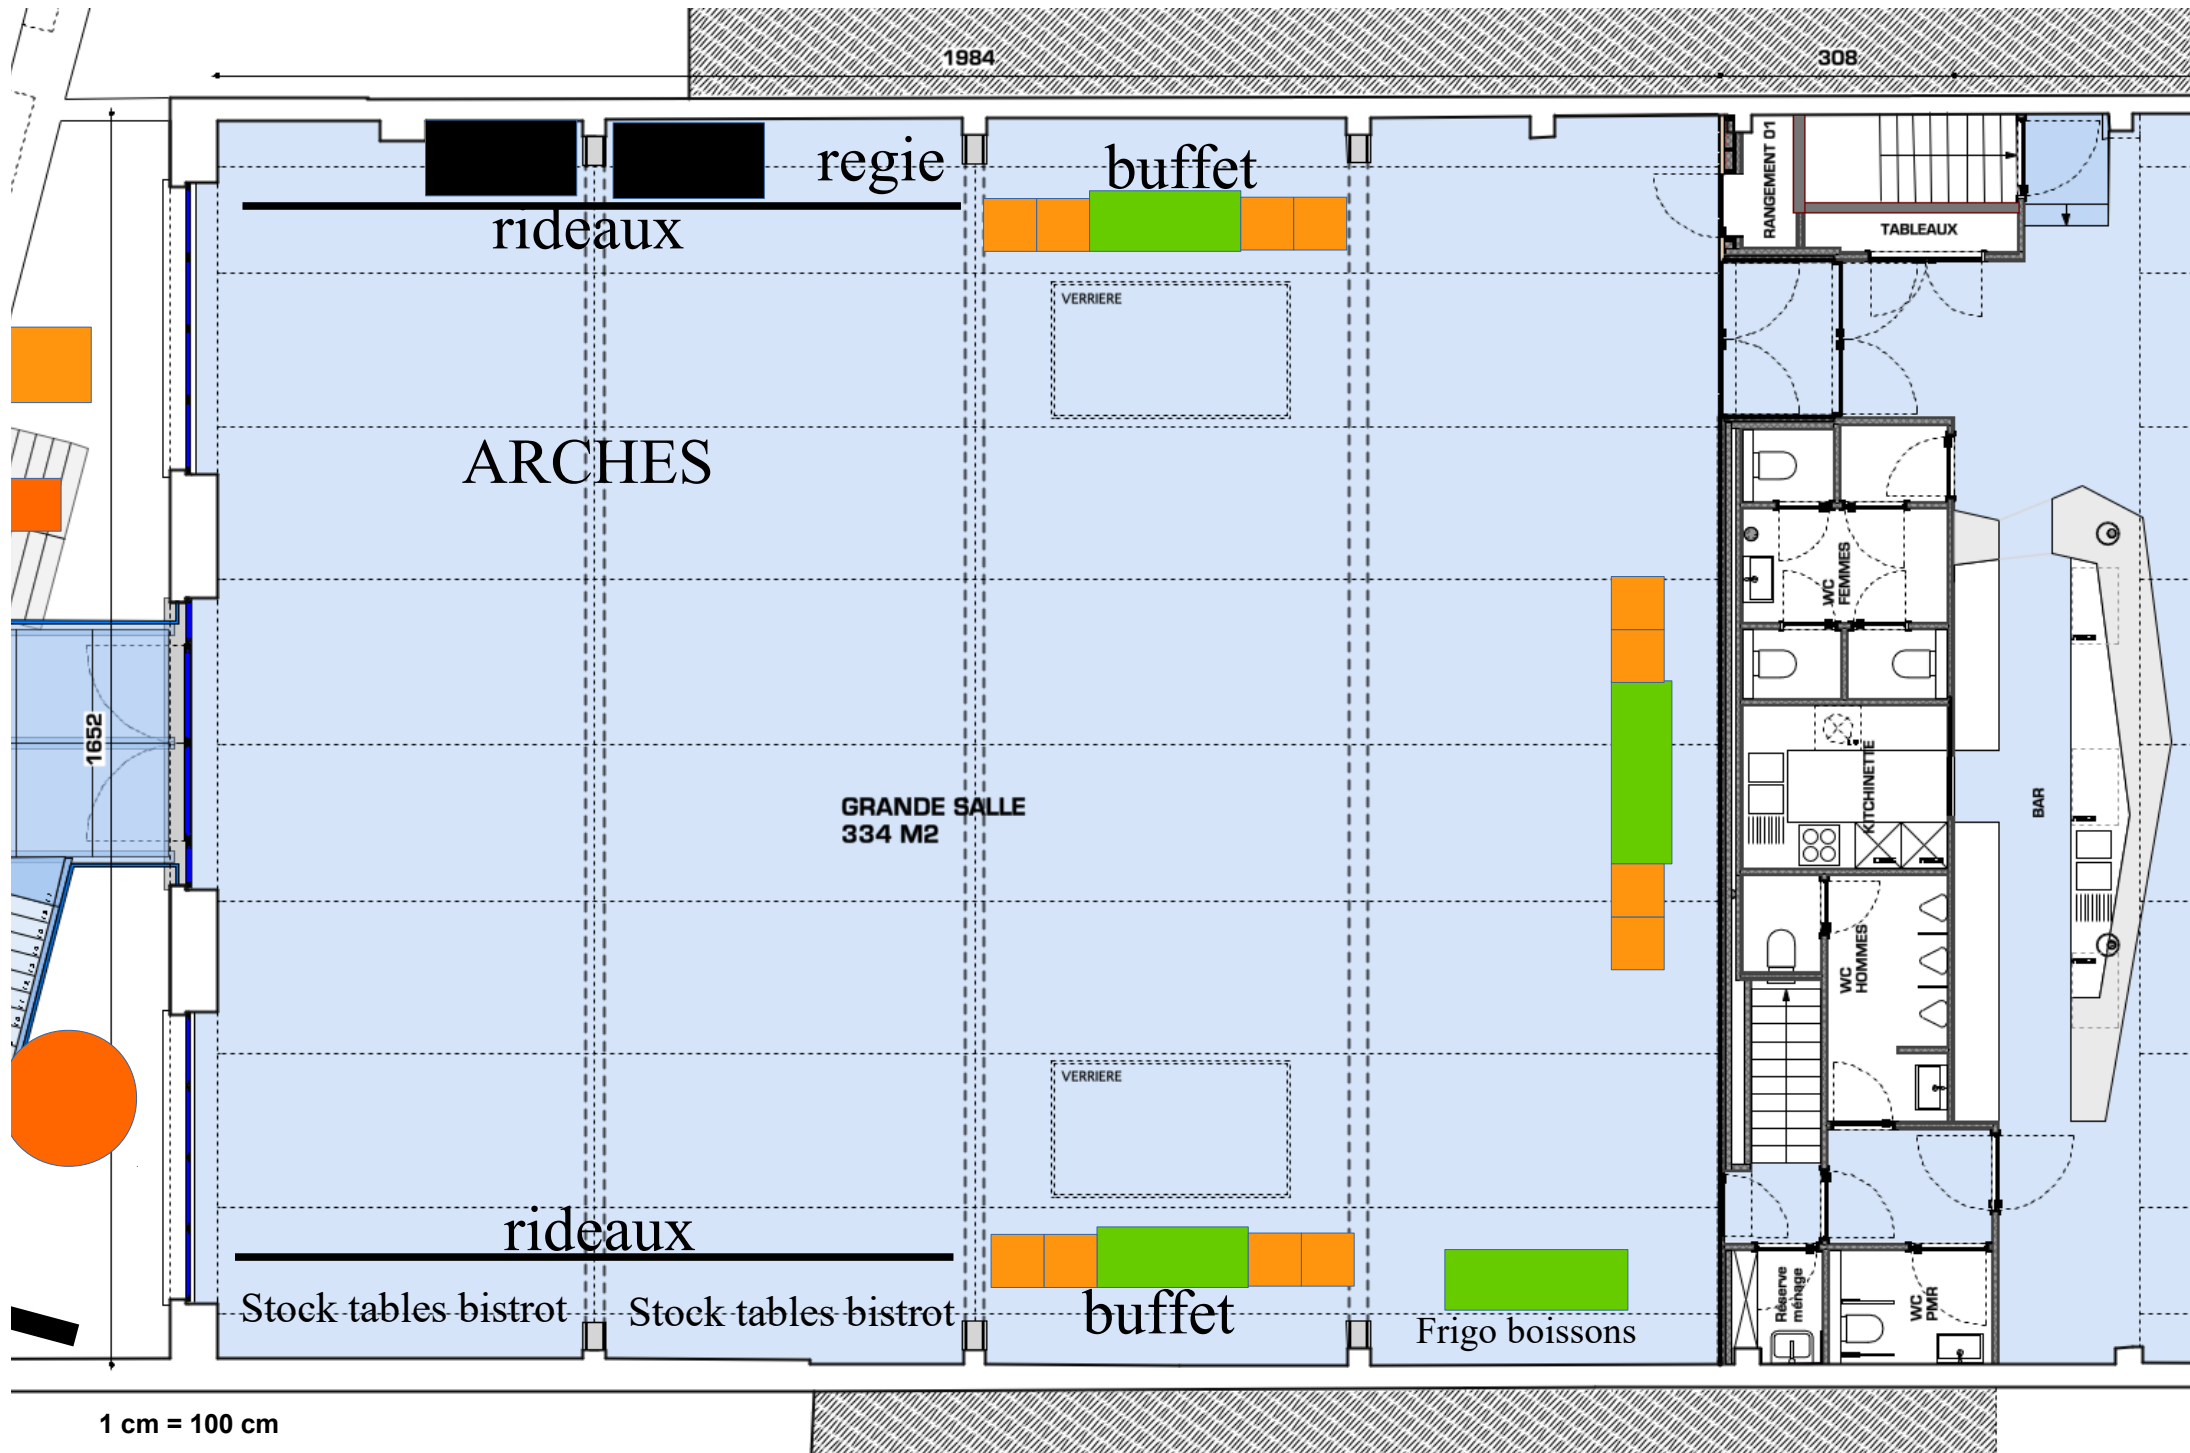 1984
308
regie
buffet
rideaux
RANGEMENT 01
TABLEAUX
VERRIERE
ARCHES
WC
FEMMES
1652
GRANDE SALLE
334 M2
KITCHINETTE
BAR
WC
HOMMES
VERRIERE
rideaux
Stock tables bistrot
Stock tables bistrot
buffet
Frigo boissons
Réserve
ménage
WC
PMR
1 cm = 100 cm